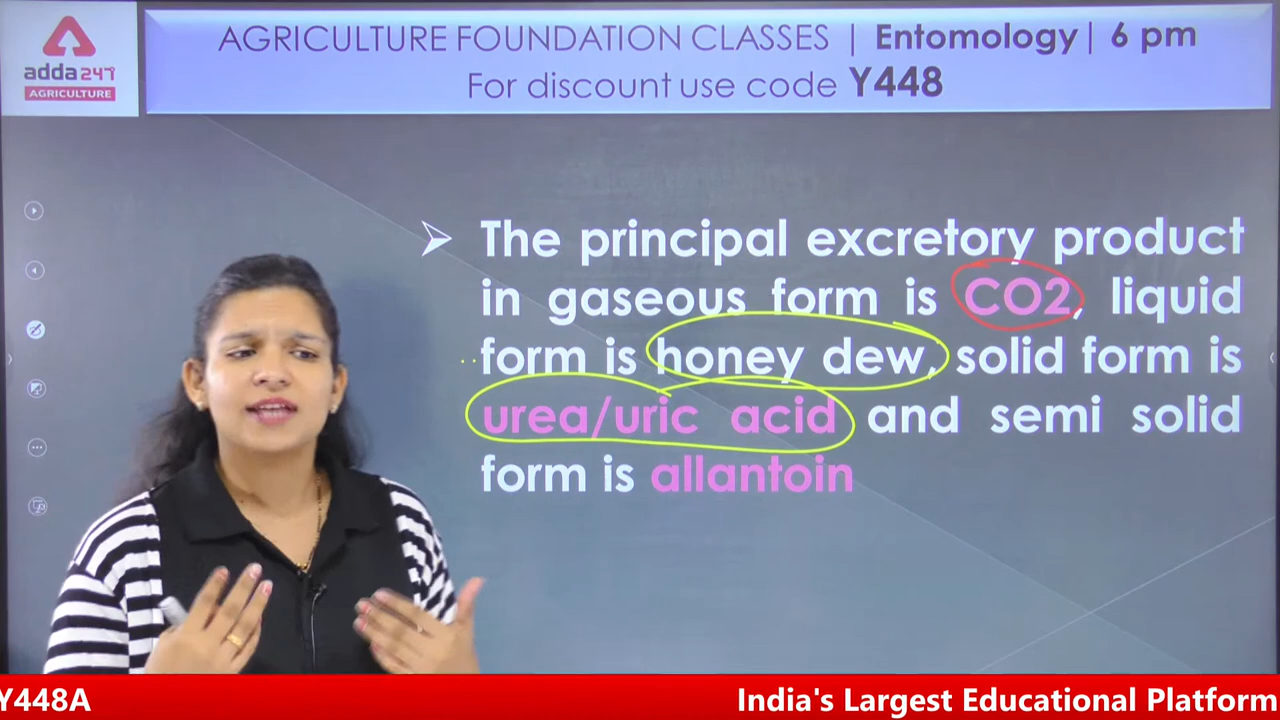 AGRICULTURE FOUNDATION CLASSES | Entomology| 6 pm
For discount use code Y448
adda247
AGRICULTURE
➢ The principal excretory product
in gaseous form is CO2, liquid
form is honey dew, solid form is
urea/uric acid and semi solid
form is allantoin
Y448A
India's Largest Educational Platform